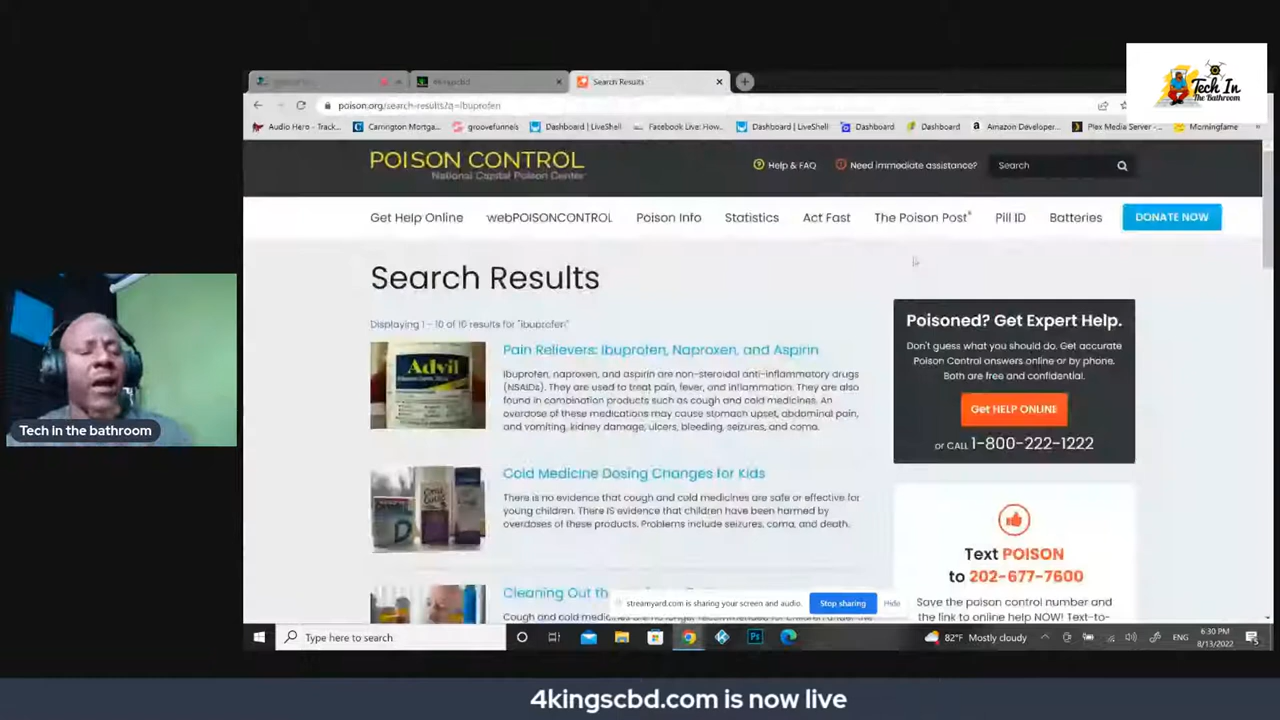 Tech In
The Bathroom
Search Results
poison.org/search-results?q=ibuprofen
Audio Hero - Track...
Carrington Mortga...
groovefunnels
Dashboard | LiveShell
Facebook Live: How...
Dashboard | LiveShell
Dashboard
Dashboard
Amazon Developer...
Plex Media Server -...
Morningfame
POISON CONTROL
National Capital Poison Center
Help & FAQ
Need immediate assistance?
Search
Get Help Online
webPOISONCONTROL
Poison Info
Statistics
Act Fast
The Poison Post®
Pill ID
Batteries
DONATE NOW
Search Results
Displaying 1 - 10 of 10 results for "ibuprofen"
Advil
Pain Relievers: Ibuprofen, Naproxen, and Aspirin
Ibuprofen, naproxen, and aspirin are non-steroidal anti-inflammatory drugs
(NSAIDs). They are used to treat pain, fever, and inflammation. They are also
found in combination products such as cough and cold medicines. An
overdose of these medications may cause stomach upset, abdominal pain,
and vomiting, kidney damage, ulcers, bleeding, seizures, and coma.
Cold Medicine Dosing Changes for Kids
There is no evidence that cough and cold medicines are safe or effective for
young children. There IS evidence that children have been harmed by
overdoses of these products. Problems include seizures, coma, and death.
Cleaning Out th
Cough and cold
Poisoned? Get Expert Help.
Don't guess what you should do. Get accurate
Poison Control answers online or by phone.
Both are free and confidential.
Get HELP ONLINE
or CALL 1-800-222-1222
Text POISON
to 202-677-7600
Save the poison control number and
the link to online help NOW! Text-to-
streamyard.com is sharing your screen and audio.
Stop sharing
Hide
Tech in the bathroom
Type here to search
Ps
82°F Mostly cloudy
ENG
6:30 PM
8/13/2022
4kingscbd.com is now live